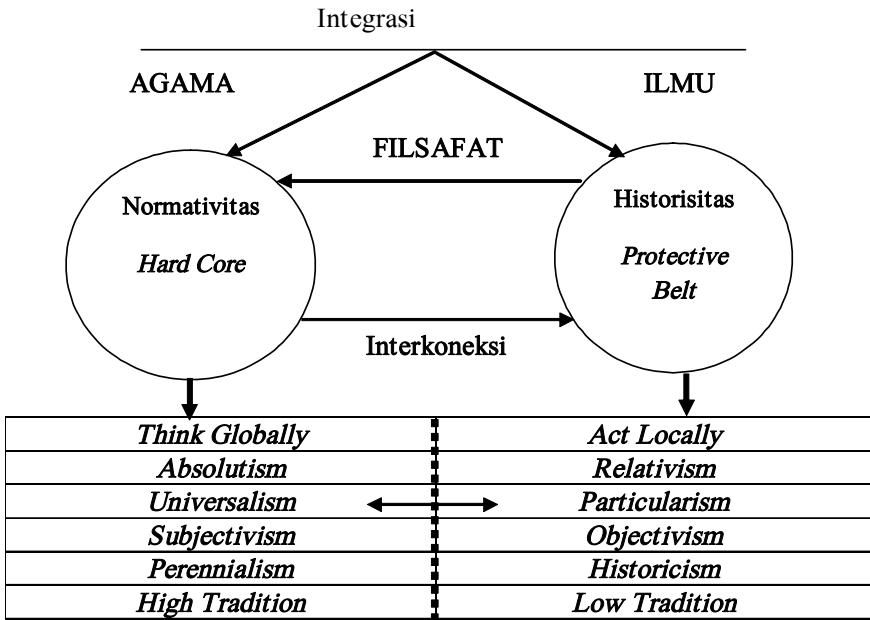 Integrasi
AGAMA
ILMU
FILSAFAT
Normativitas
Hard Core
Historisitas
Protective
Belt
Interkoneksi
Think Globally
Act Locally
Absolutism
Relativism
Universalism
Particularism
Subjectivism
Objectivism
Perennialism
Historicism
High Tradition
Low Tradition